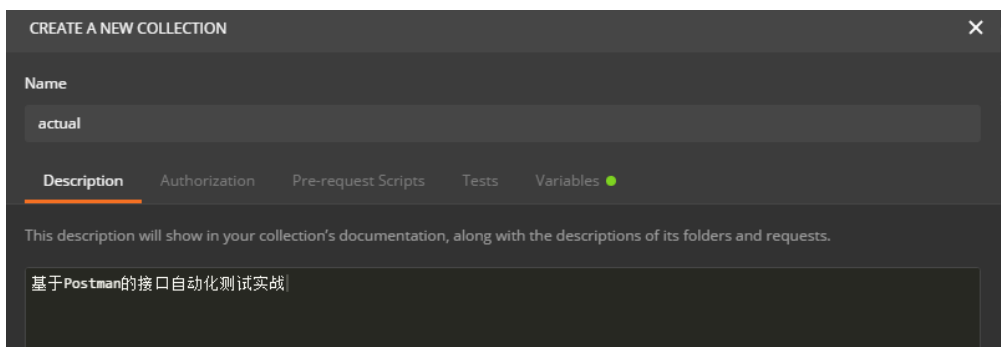 CREATE A NEW COLLECTION
Name
actual
Description Authorization Pre-request Scripts Tests Variables
This description will show in your collection's documentation, along with the descriptions of its folders and requests.
基于Postman的接口自动化测试实战